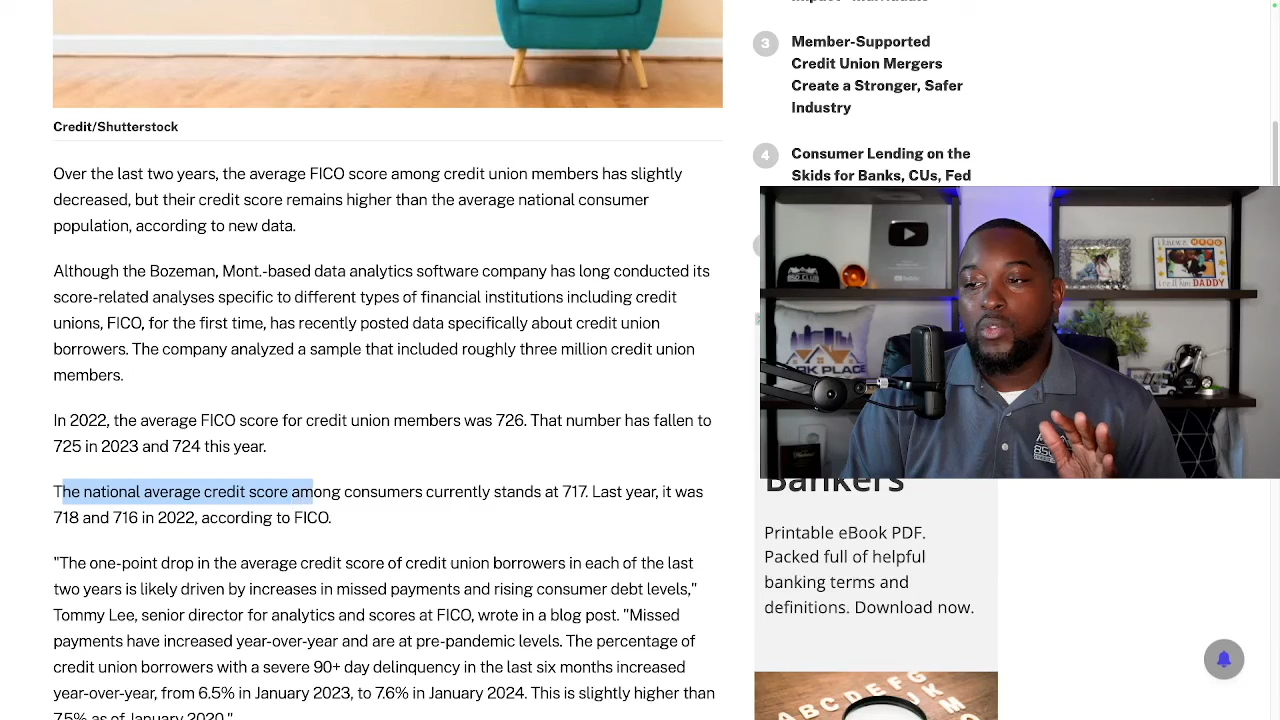 Credit/Shutterstock
Over the last two years, the average FICO score among credit union members has slightly
decreased, but their credit score remains higher than the average national consumer
population, according to new data.
Although the Bozeman, Mont.-based data analytics software company has long conducted its
score-related analyses specific to different types of financial institutions including credit
unions, FICO, for the first time, has recently posted data specifically about credit union
borrowers. The company analyzed a sample that included roughly three million credit union
members.
In 2022, the average FICO score for credit union members was 726. That number has fallen to
725 in 2023 and 724 this year.
The national average credit score among consumers currently stands at 717. Last year, it was
718 and 716 in 2022, according to FICO.
"The one-point drop in the average credit score of credit union borrowers in each of the last
two years is likely driven by increases in missed payments and rising consumer debt levels,"
Tommy Lee, senior director for analytics and scores at FICO, wrote in a blog post. "Missed
payments have increased year-over-year and are at pre-pandemic levels. The percentage of
credit union borrowers with a severe 90+ day delinquency in the last six months increased
year-over-year, from 6.5% in January 2023, to 7.6% in January 2024. This is slightly higher than
7.5% as of January 2020."
3
Member-Supported
Credit Union Mergers
Create a Stronger, Safer
Industry
4
Consumer Lending on the
Skids for Banks, CUs, Fed
DADDY
Bankers
Printable eBook PDF.
Packed full of helpful
banking terms and
definitions. Download now.